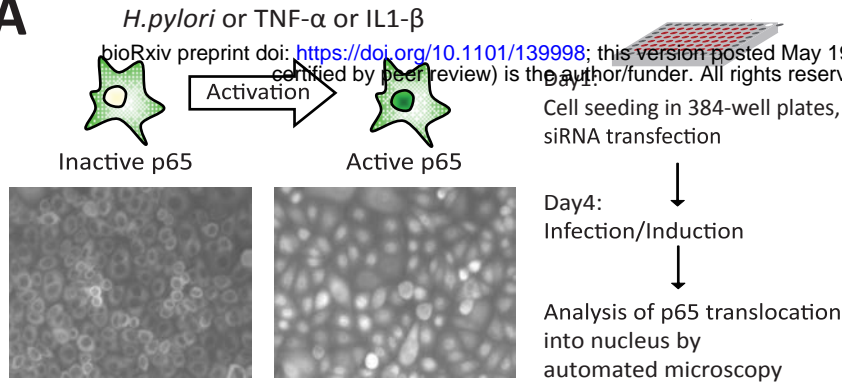 A
H.pylori or TNF-α or IL1-β
bioRxiv preprint doi: https://doi.org/10.1101/139998; this version posted May 19
certified by peer review) is the author/funder. All rights reserv
Activation
Inactive p65
Active p65
Day1:
Cell seeding in 384-well plates,
siRNA transfection
Day4:
Infection/Induction
Analysis of p65 translocation
into nucleus by
automated microscopy